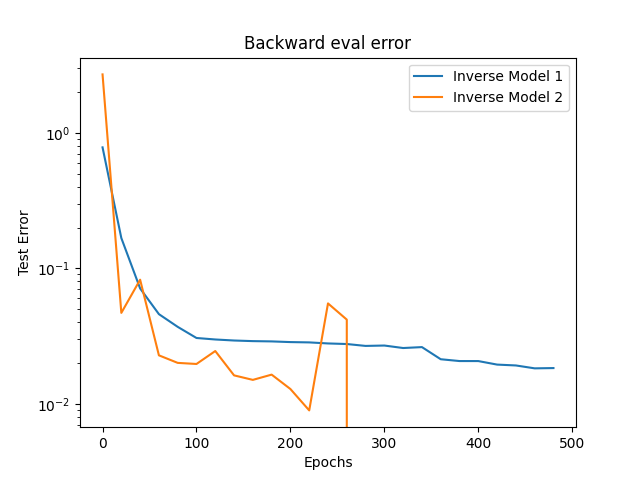 Backward eval error
Inverse Model 1
Inverse Model 2
Test Error
10⁰
10⁻¹
10⁻²
0 100 200 300 400 500
Epochs